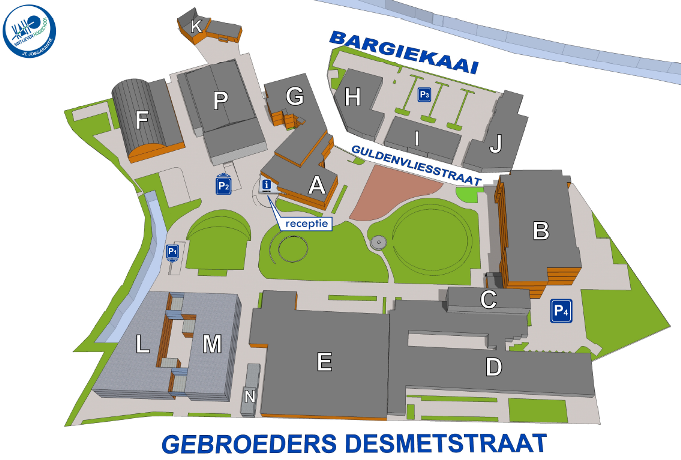 K
BARGIEKAAI
P
G
H
P3
F
I
J
GULDENVLIESSTRAAT
P2
i
A
receptie
B
P1
C
P4
L
M
E
D
N
GEBROEDERS DESMETSTRAAT